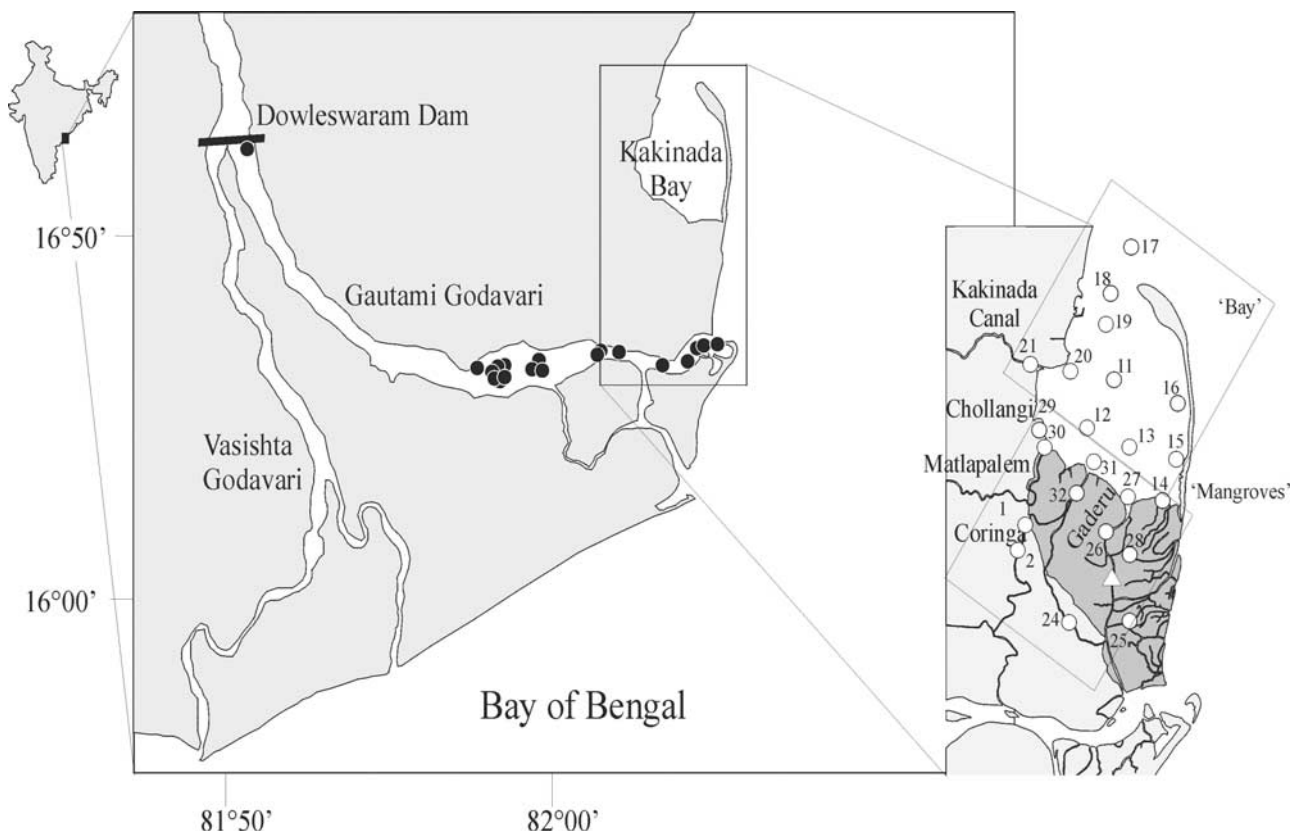 Dowleswaram Dam
Kakinada
Bay
16°50’
Gautami Godavari
Vasishta
Godavari
16°00’
Bay of Bengal
81°50’
82°00’
17
18
Kakinada
Canal
19
‘Bay’
21
20
11
16
Chollangi
29
12
30
13
15
Matlapalem
31
27
14
‘Mangroves’
32
1
Gaderu
Coringa
26
28
2
24
25